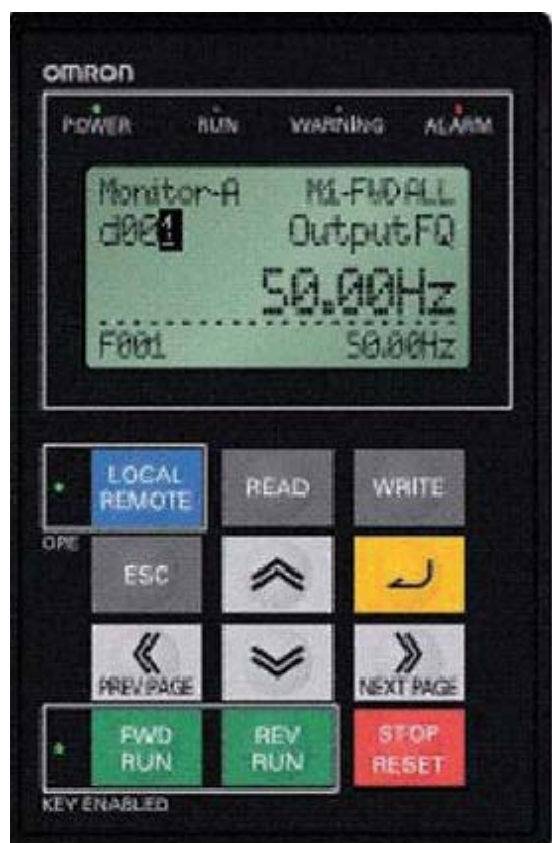 OMRON
POWER RUN WARNING ALARM
Monitor-A M1-FWD ALL
d001 OutputFQ
50.00Hz
F001 50.00Hz
LOCAL REMOTE
READ
WRITE
OPE
ESC
PREV.PAGE
NEXT PAGE
FWD RUN
REV RUN
STOP RESET
KEY ENABLED